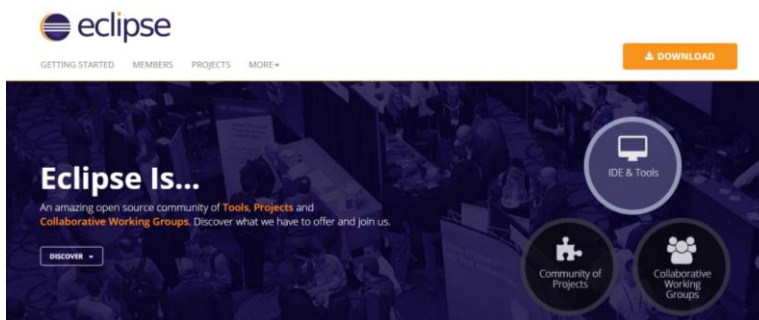 eclipse
GETTING STARTED MEMBERS PROJECTS MORE
DOWNLOAD
Eclipse Is...
An amazing open source community of Tools, Projects and
Collaborative Working Groups. Discover what we have to offer and join us.
DISCOVER
IDE & Tools
Community of
Projects
Collaborative
Working
Groups